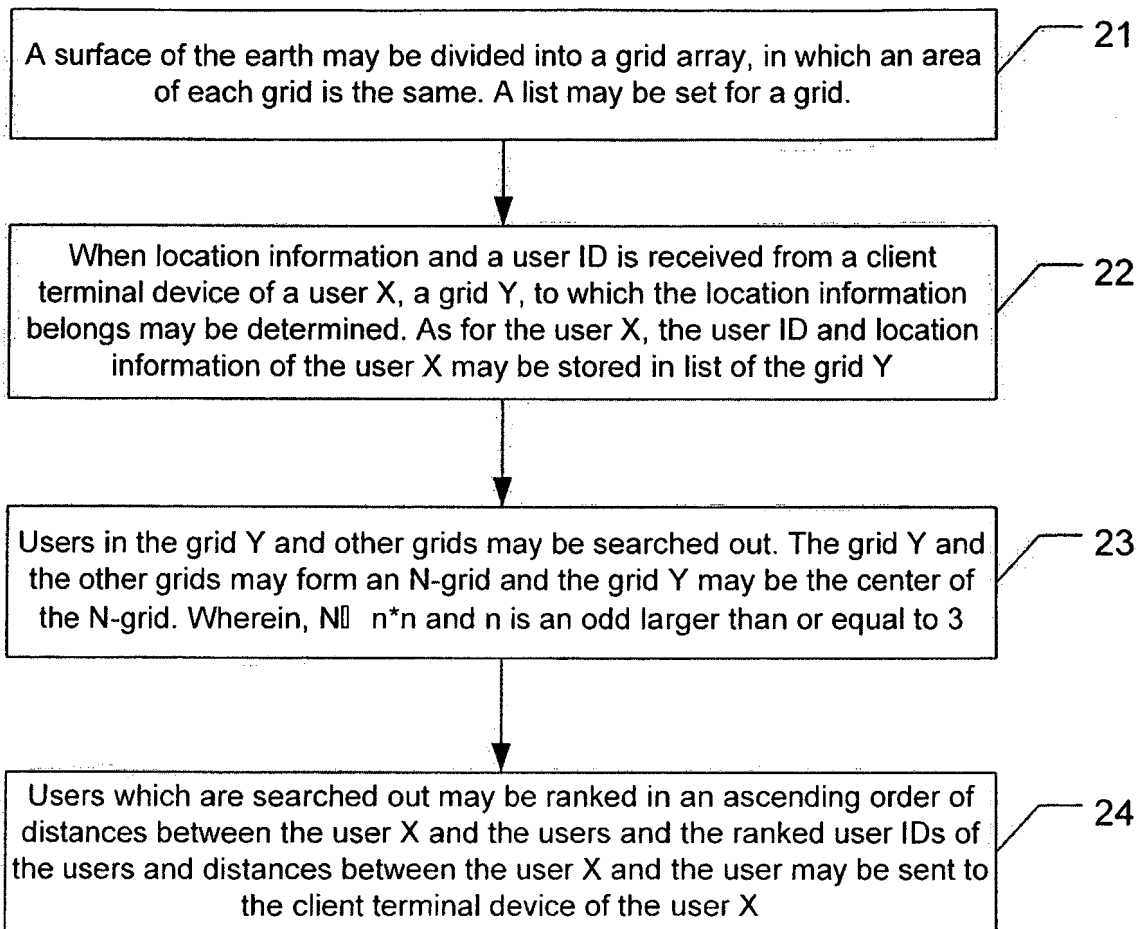 A surface of the earth may be divided into a grid array, in which an area
of each grid is the same. A list may be set for a grid.
21
When location information and a user ID is received from a client
terminal device of a user X, a grid Y, to which the location information
belongs may be determined. As for the user X, the user ID and location
information of the user X may be stored in list of the grid Y
22
Users in the grid Y and other grids may be searched out. The grid Y and
the other grids may form an N-grid and the grid Y may be the center of
the N-grid. Wherein, N▯ n*n and n is an odd larger than or equal to 3
23
Users which are searched out may be ranked in an ascending order of
distances between the user X and the users and the ranked user IDs of
the users and distances between the user X and the user may be sent to
the client terminal device of the user X
24